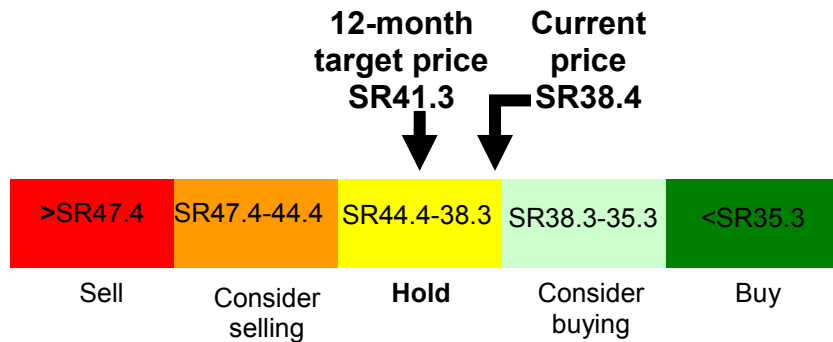 12-month
target price
SR41.3
Current
price
SR38.4
>SR47.4
SR47.4-44.4
SR44.4-38.3
SR38.3-35.3
<SR35.3
Sell
Consider
selling
Hold
Consider
buying
Buy